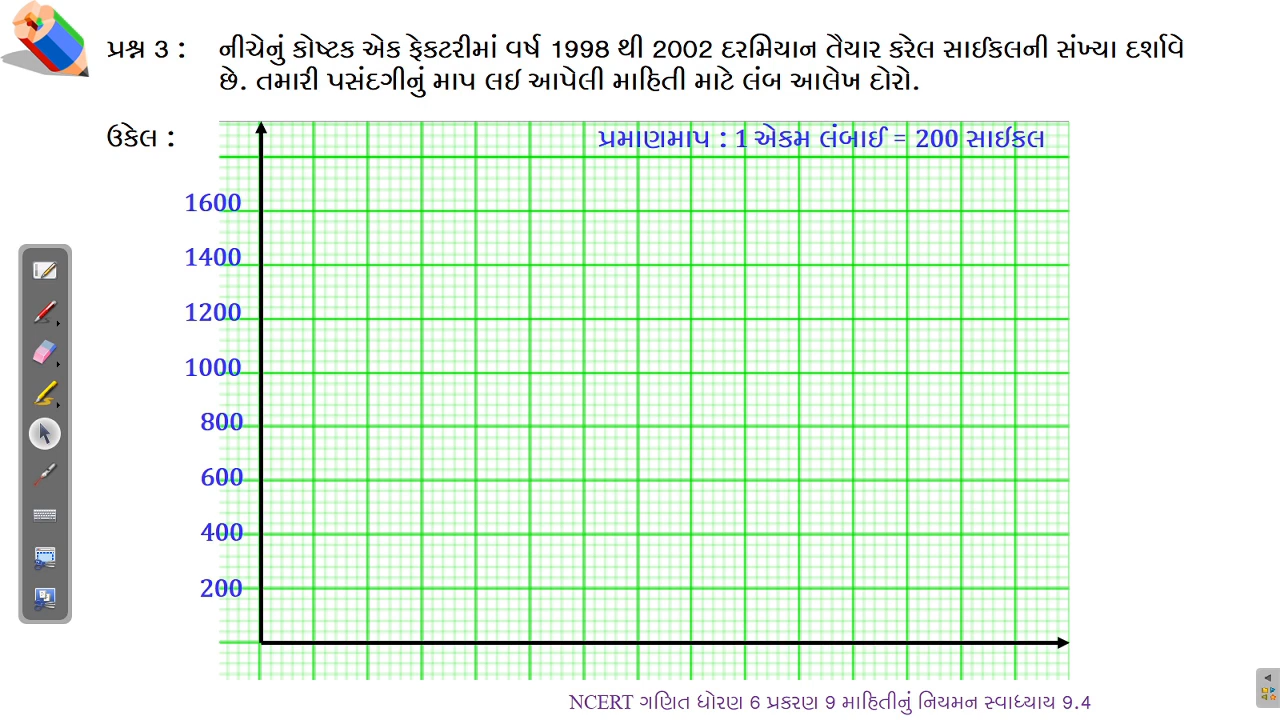 પ્રશ્ન 3 : નીચેનું કોષ્ટક એક ફેકટરીમાં વર્ષ 1998 થી 2002 દરમિયાન તૈયાર કરેલ સાઈકલની સંખ્યા દર્શાવે
છે. તમારી પસંદગીનું માપ લઈ આપેલી માહિતી માટે લંબ આલેખ દોરો.
ઉકેલ :
પ્રમાણમાપ : 1 એકમ લંબાઈ = 200 સાઈકલ
1600
1400
1200
1000
800
600
400
200
NCERT ગણિત ધોરણ 6 પ્રકરણ 9 માહિતીનું નિયમન સ્વાધ્યાય 9.4